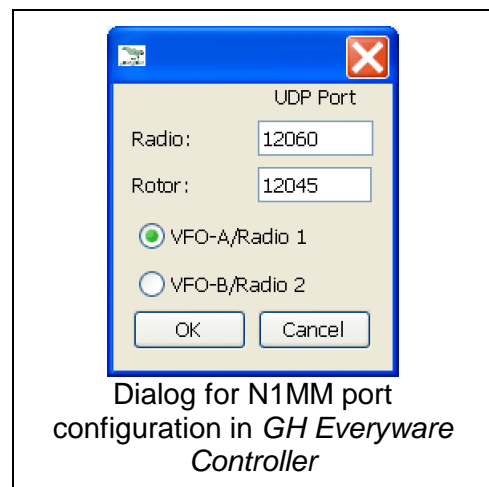 UDP Port
Radio: 12060
Rotor: 12045
VFO-A/Radio 1
VFO-B/Radio 2
OK Cancel
Dialog for N1MM port
configuration in GH Everyware
Controller